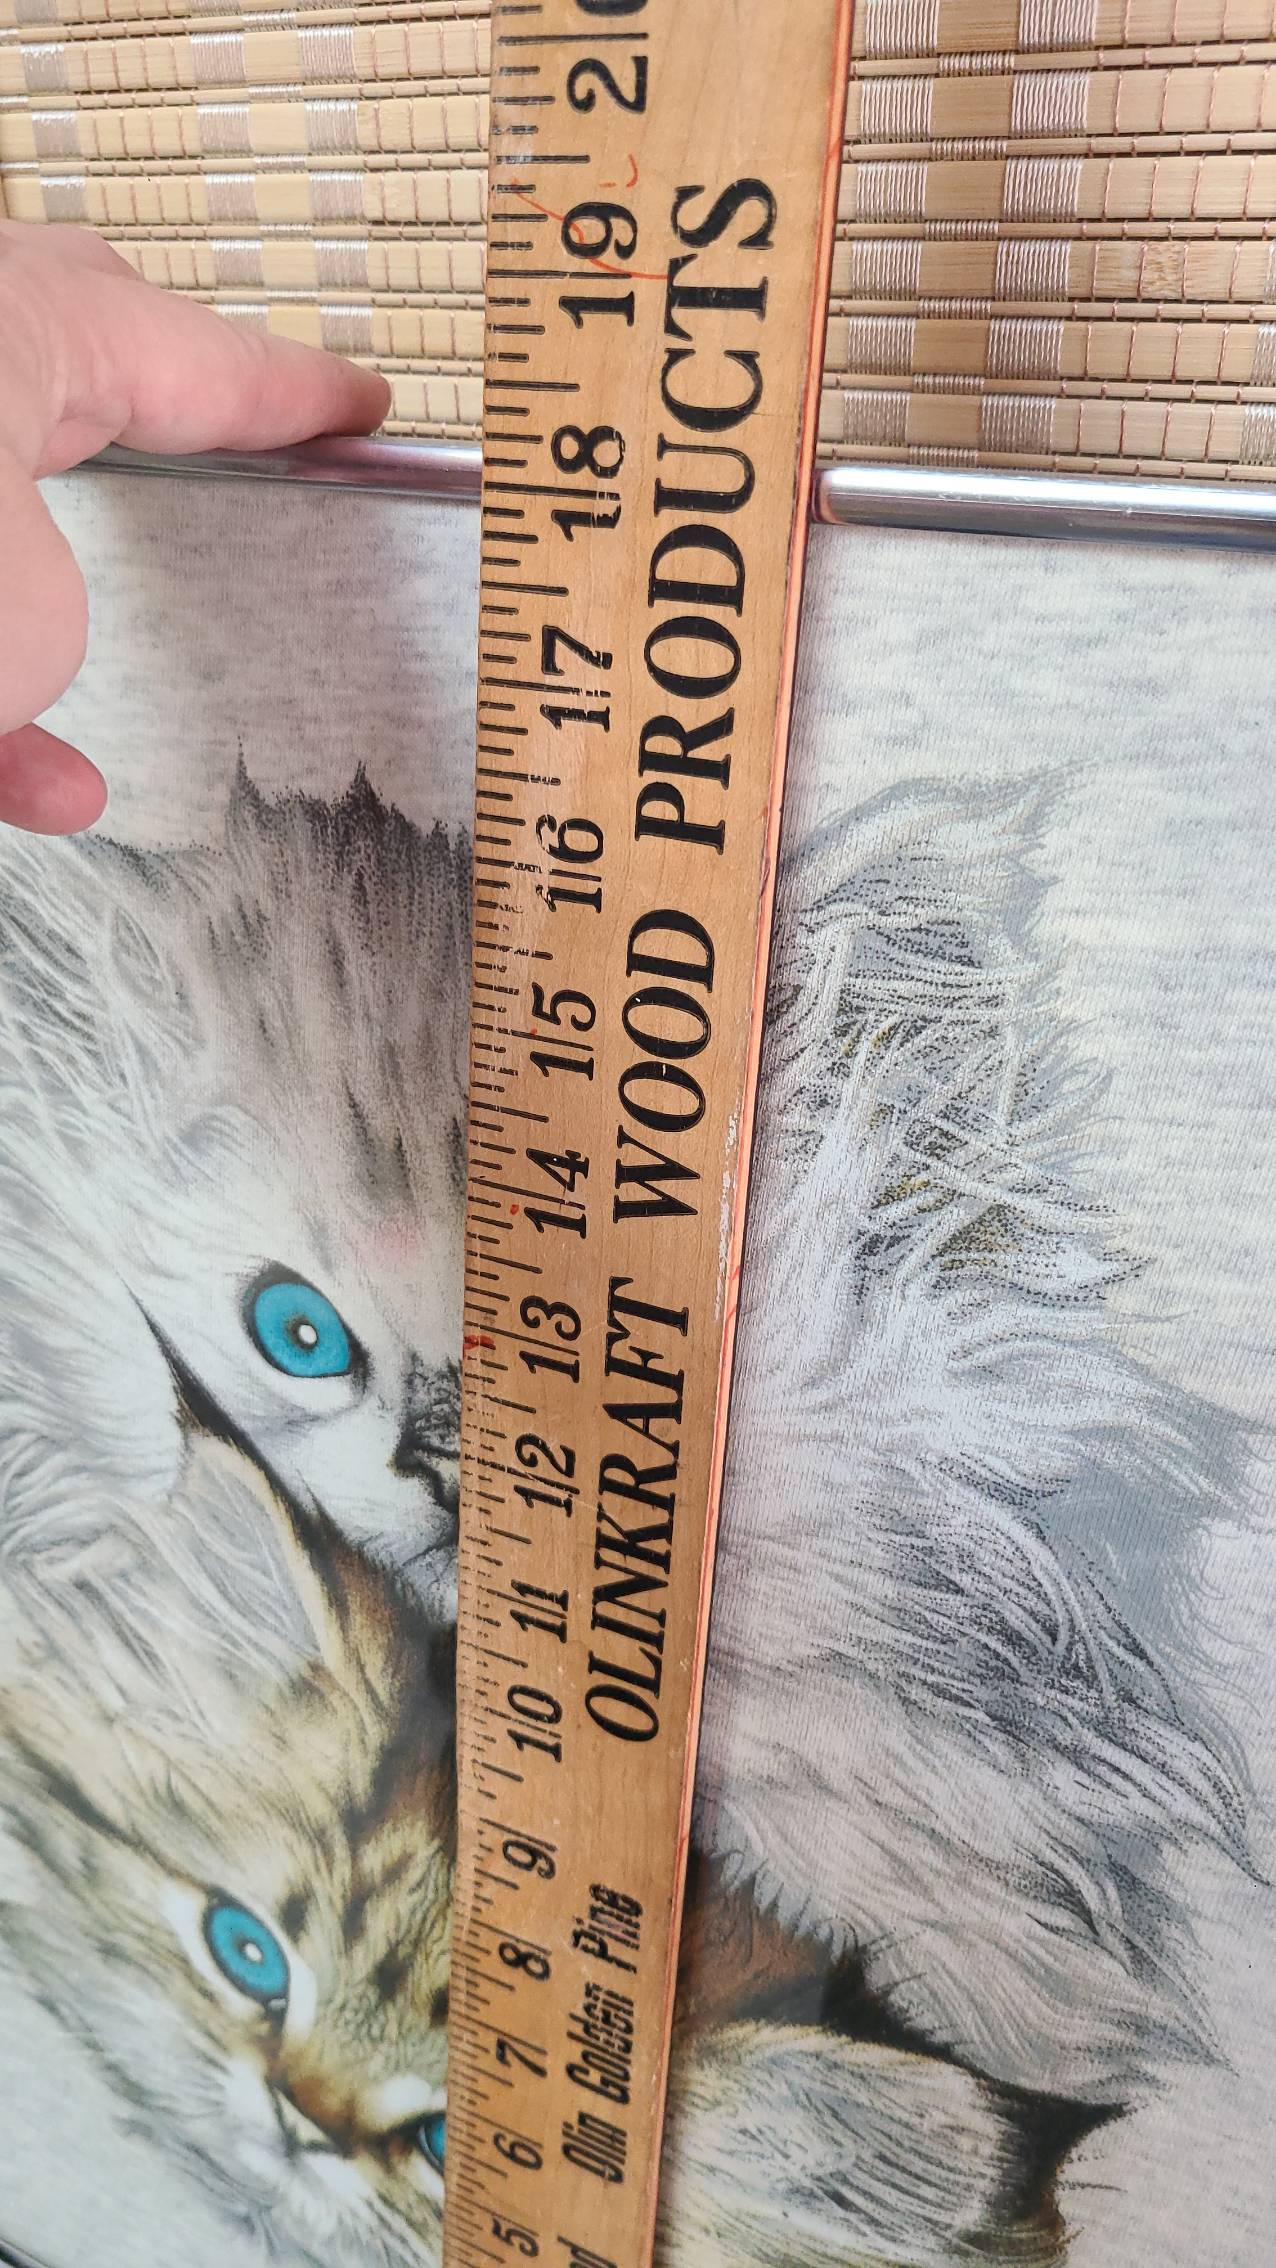 5 6 7 8 9 10 11 12 13 14 15 16 17 18 19
Olin Golden Pine
OLINKRAFT WOOD PRODUCTS